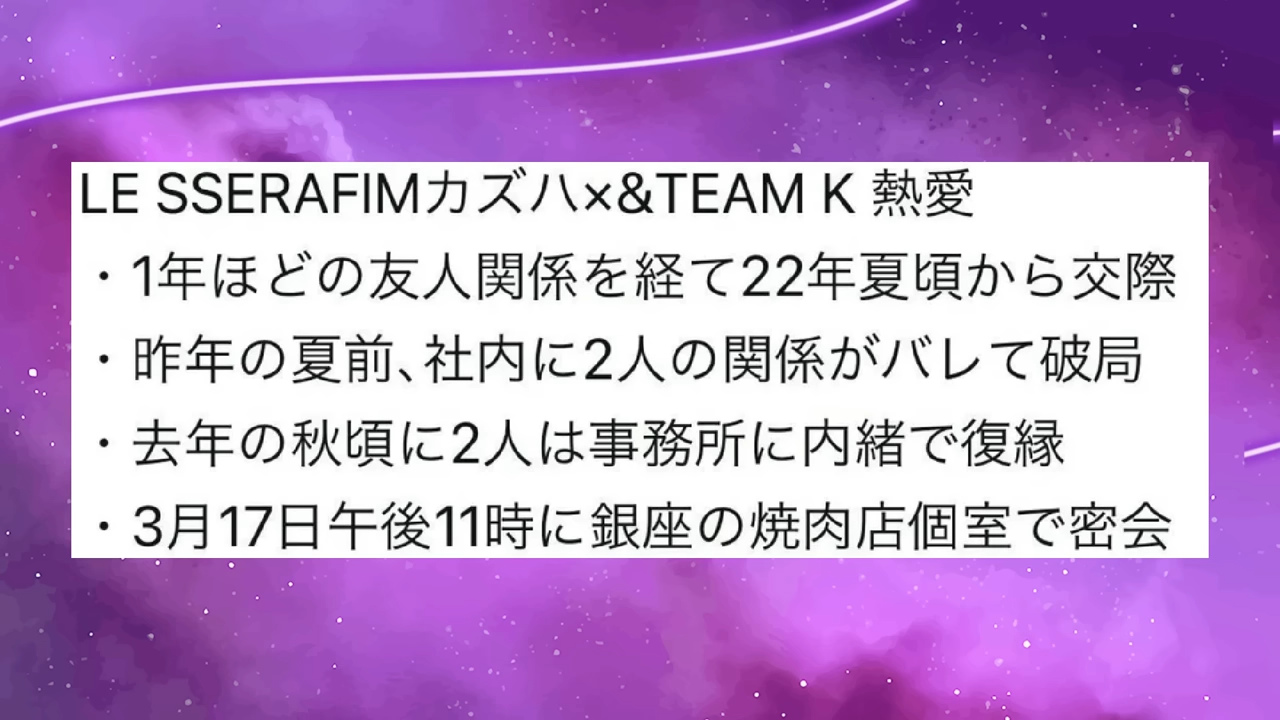 LE SSERAFIMカズハ×&TEAM K 熱愛
・1年ほどの友人関係を経て22年夏頃から交際
・昨年の夏前､社内に2人の関係がバレて破局
・去年の秋頃に2人は事務所に内緒で復縁
・3月17日午後11時に銀座の焼肉店個室で密会